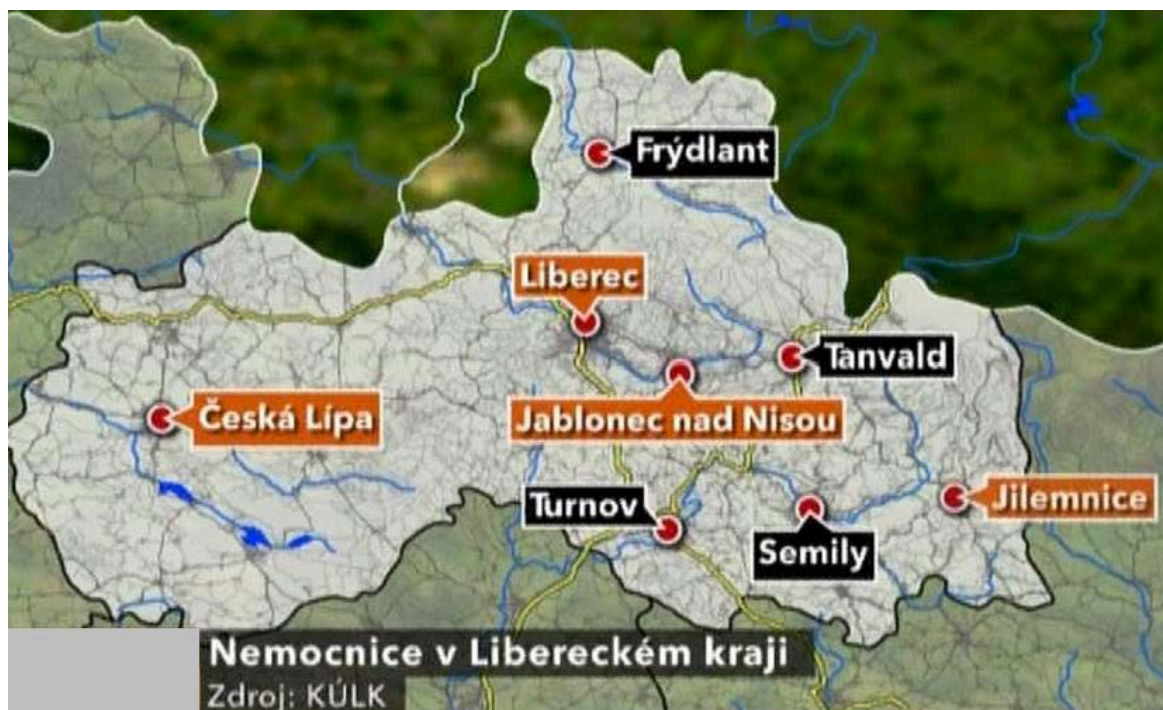 Frýdlant
Liberec
Tanvald
Česká Lípa
Jablonec nad Nisou
Turnov
Jilemnice
Semily
Nemocnice v Libereckém kraji
Zdroj: KÚLK